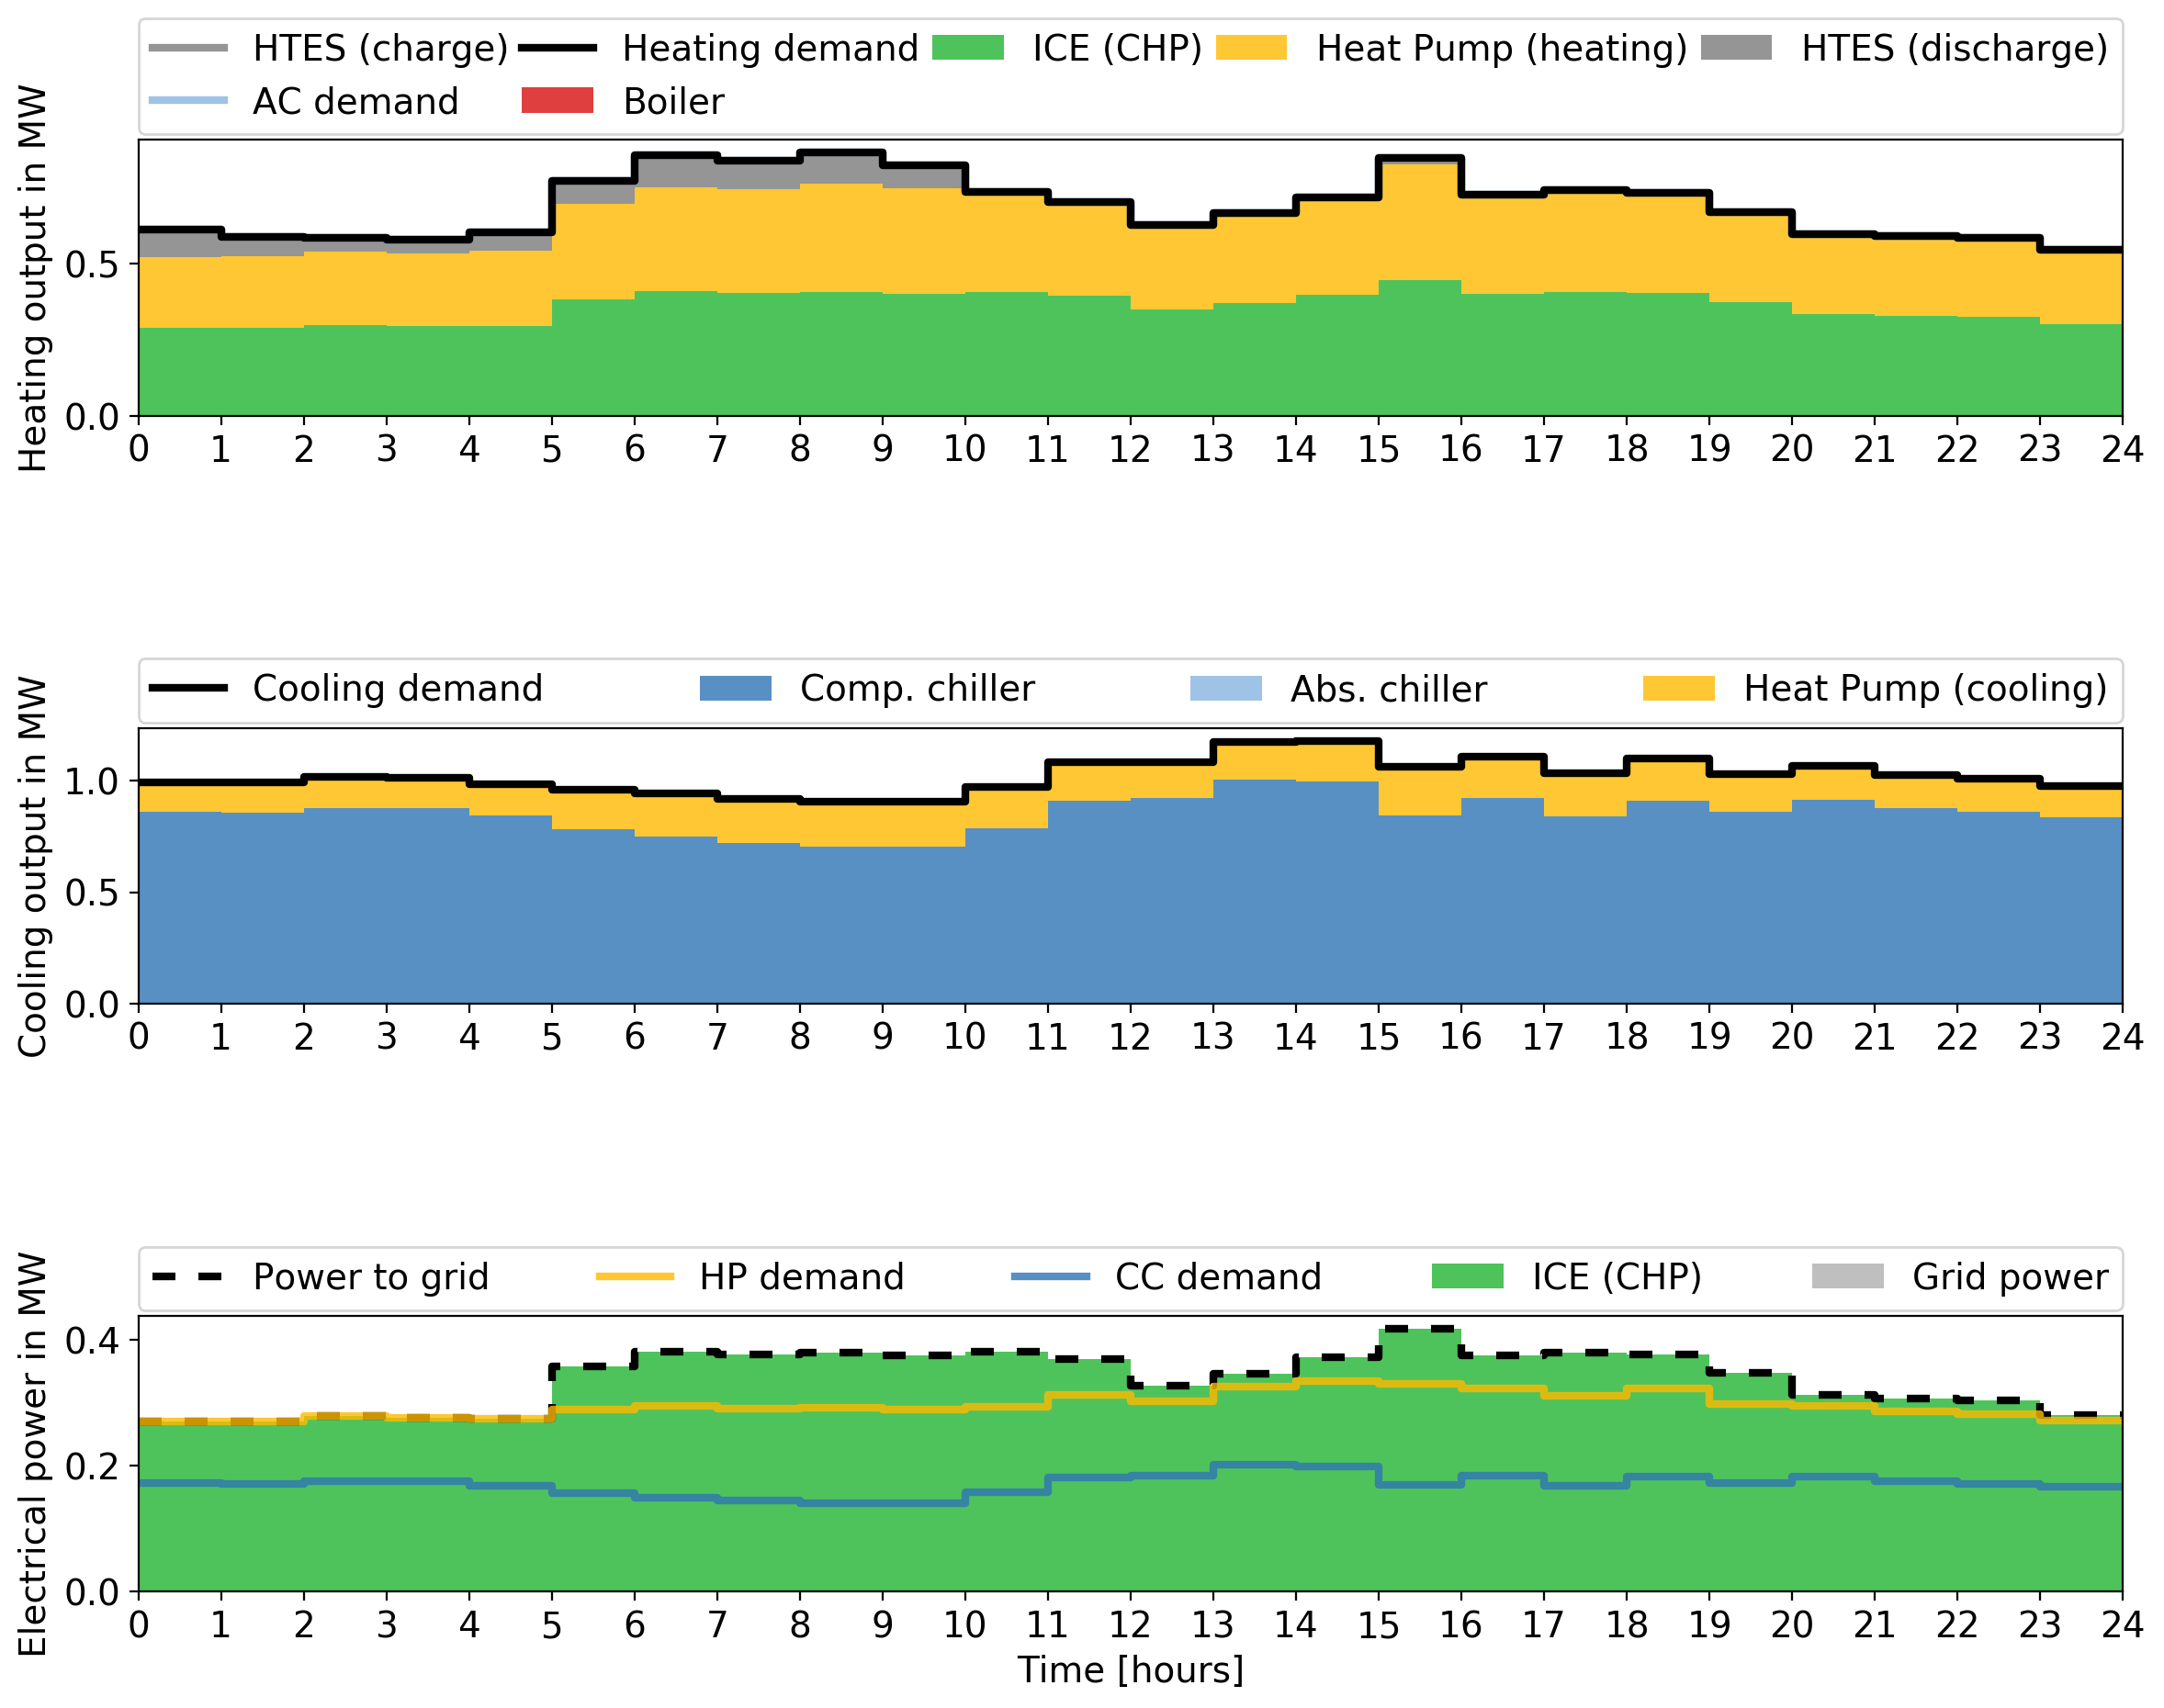 HTES (charge) Heating demand ICE (CHP) Heat Pump (heating) HTES (discharge)
AC demand Boiler
Heating output in MW
0.5
0.0
0 1 2 3 4 5 6 7 8 9 10 11 12 13 14 15 16 17 18 19 20 21 22 23 24
Cooling demand Comp. chiller Abs. chiller Heat Pump (cooling)
Cooling output in MW
1.0
0.5
0.0
0 1 2 3 4 5 6 7 8 9 10 11 12 13 14 15 16 17 18 19 20 21 22 23 24
Power to grid HP demand CC demand ICE (CHP) Grid power
Electrical power in MW
0.4
0.2
0.0
0 1 2 3 4 5 6 7 8 9 10 11 12 13 14 15 16 17 18 19 20 21 22 23 24
Time [hours]